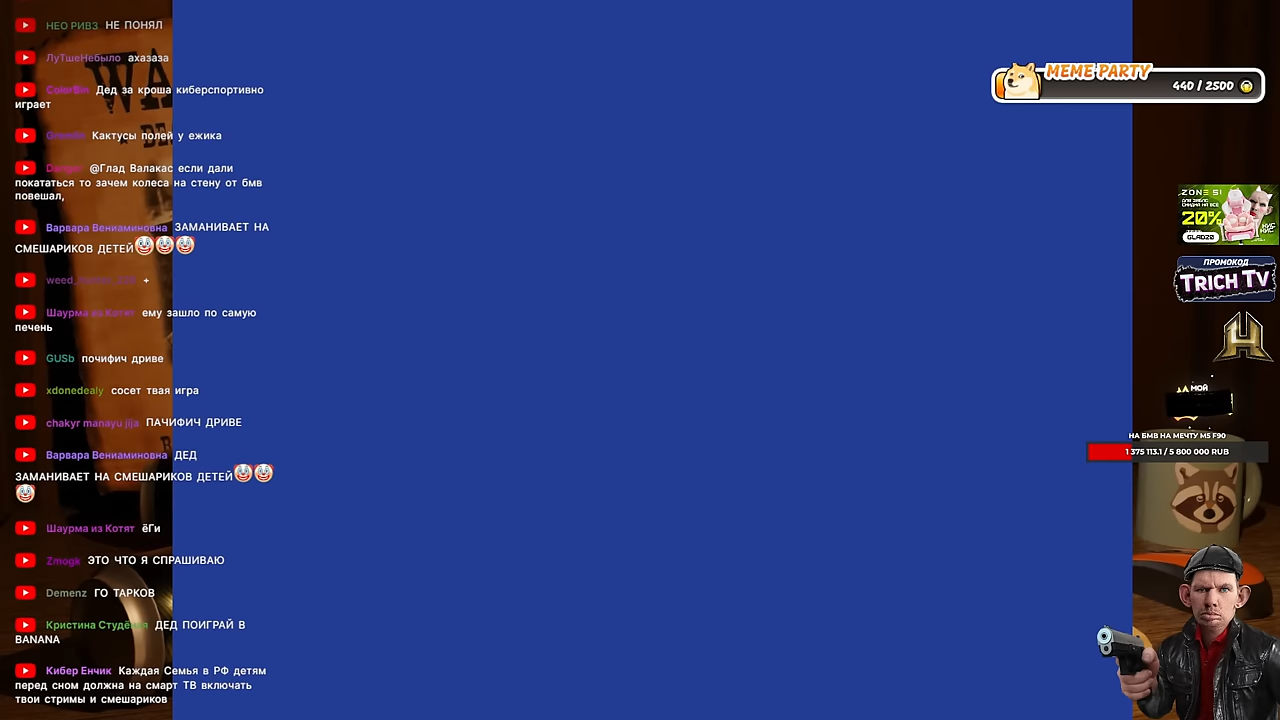 НЕО РИВЗ НЕ ПОНЯЛ
ЛуТшеНебыло ахазаза
Дед за кроша киберспортивно
играет
Кактусы полей у ежика
@Глад Валакас если дали
покататься то зачем колеса на стену от бмв
повешал,
Варвара Вениаминовна ЗАМАНИВАЕТ НА
СМЕШАРИКОВ ДЕТЕЙ
+
Шаурма из Котят ему зашло по самую
печень
GUSb почифич дриве
xdonedealy сосет твая игра
chakyr manayu jija ПАЧИФИЧ ДРИВЕ
Варвара Вениаминовна ДЕД
ЗАМАНИВАЕТ НА СМЕШАРИКОВ ДЕТЕЙ
Шаурма из Котят ёГи
Zmogk ЭТО ЧТО Я СПРАШИВАЮ
Demenz ГО ТАРКОВ
Кристина ДЕД ПОИГРАЙ В
BANANA
Кибер Енчик Каждая Семья в РФ детям
перед сном должна на смарт ТВ включать
твои стримы и смешариков
MEME PARTY
440 / 2500
ZONE 51
20%
GLAD20
ПРОМОКОД
TRICH TV
МОЙ
НА БМВ НА МЕЧТУ M5 F90
1 375 113.1 / 5 800 000 RUB